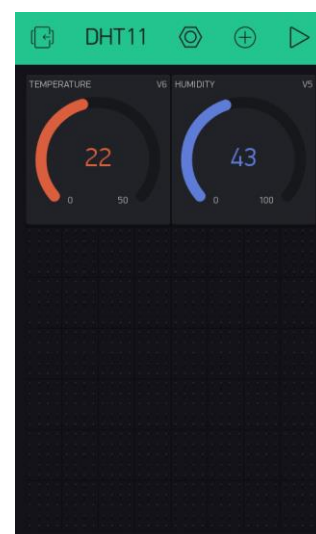 DHT11
TEMPERATURE V6 HUMIDITY V5
22 43
0 50 0 100